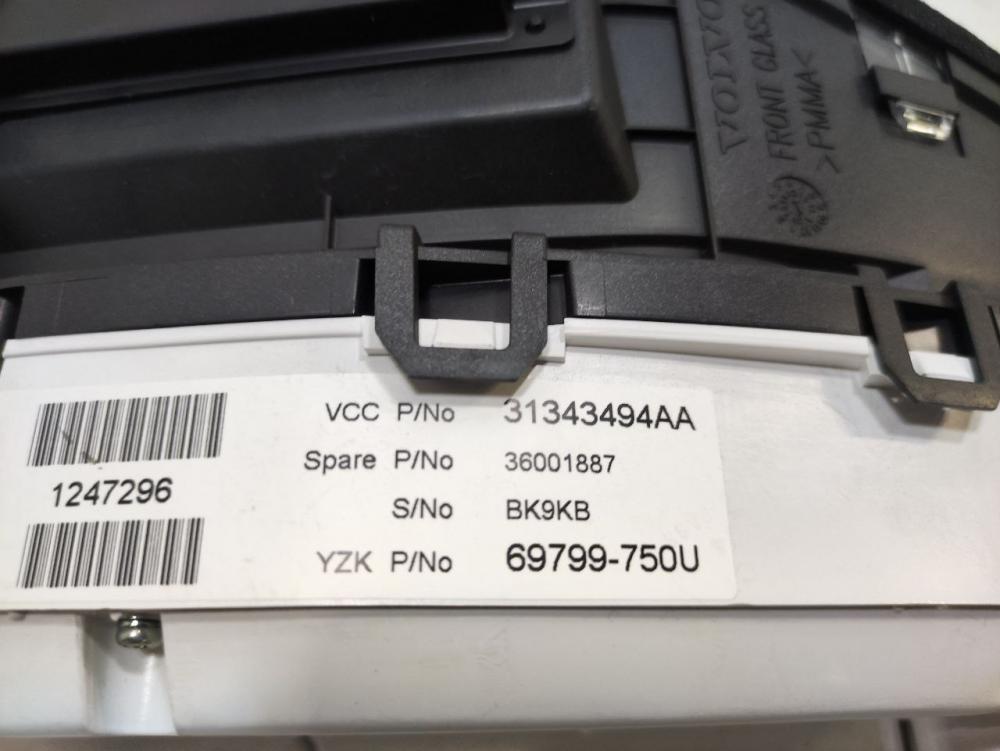 VOLVO
FRONT GLASS
>PMMA<
VCC P/No 31343494AA
Spare P/No 36001887
1247296
S/No BK9KB
YZK P/No 69799-750U